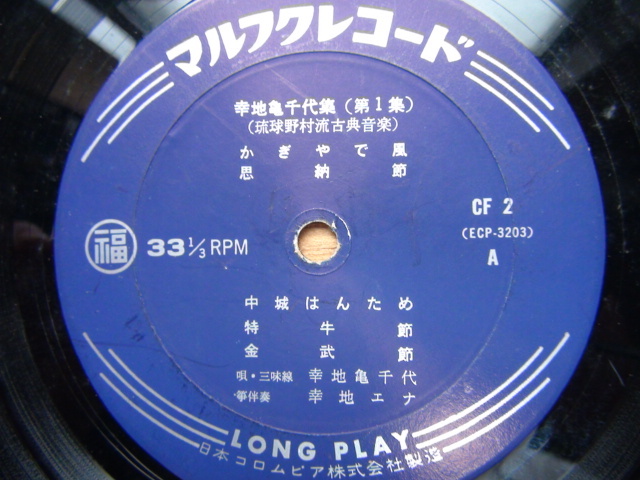 マルフクレコード
幸地亀千代集(第1集)
(琉球野村流古典音楽)
かぎやで風
思納節
CF 2
(ECP-3203)
A
福
33 1/3 RPM
中城はんため
特牛節
金武節
唄・三味線 幸地亀千代
箏伴奏 幸地エナ
LONG PLAY
日本コロムビア株式会社製造